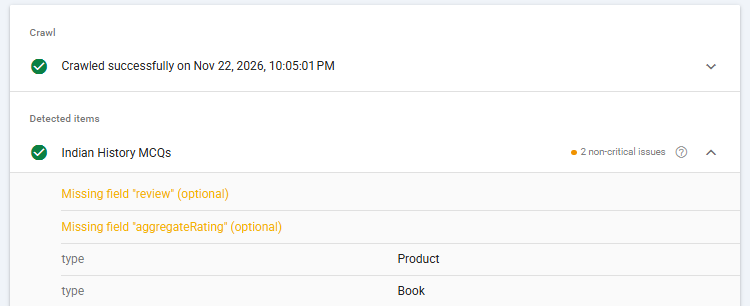 Crawl
Crawled successfully on Nov 22, 2026, 10:05:01 PM
Detected items
Indian History MCQs 2 non-critical issues
Missing field "review" (optional)
Missing field "aggregateRating" (optional)
type Product
type Book